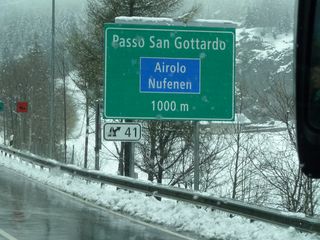 Passo San Gottardo
Airolo
Nufenen
1000 m
41